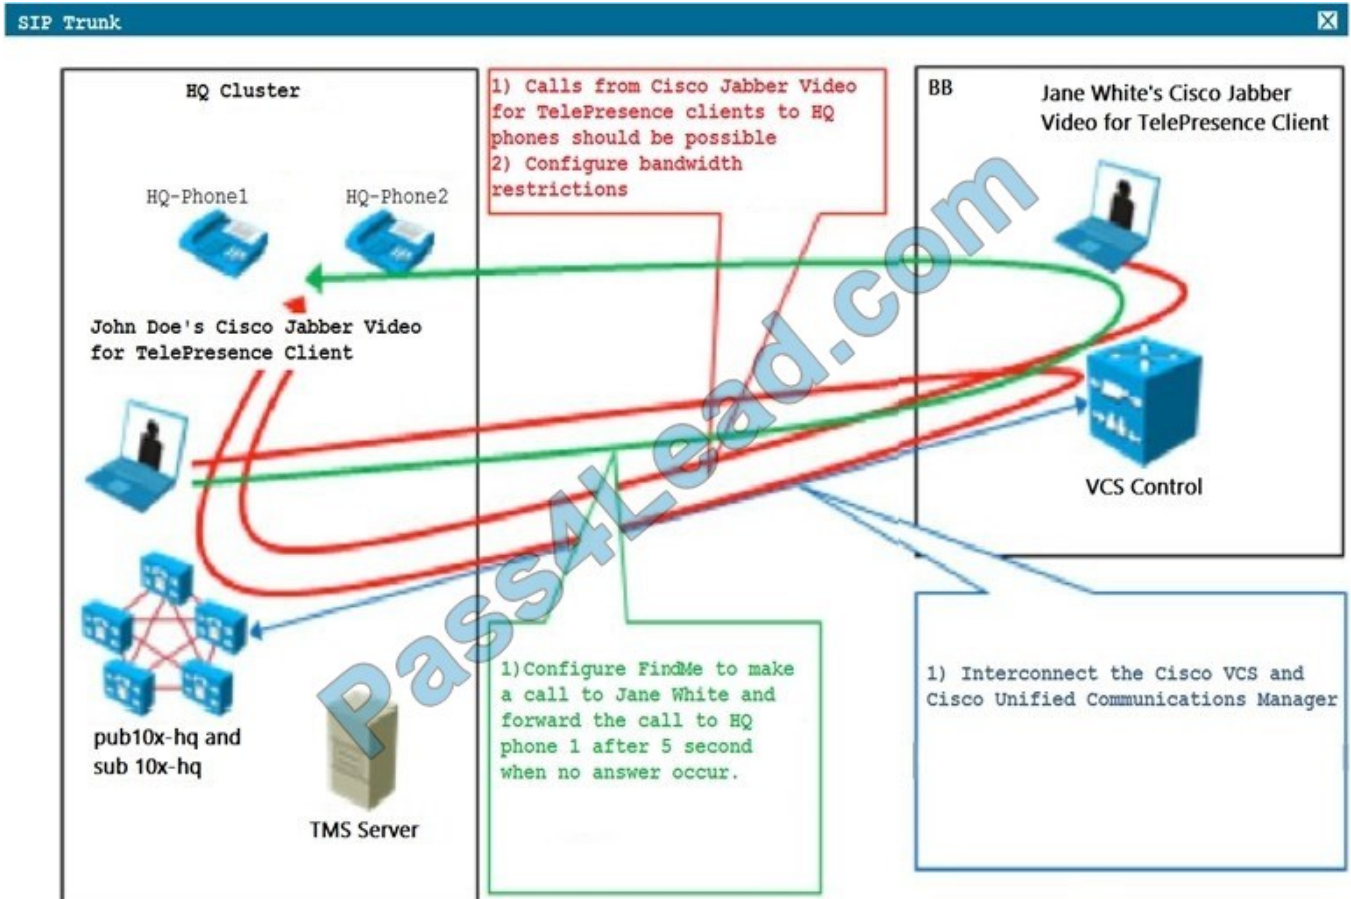 SIP Trunk
HQ Cluster
HQ-Phone1
HQ-Phone2
John Doe's Cisco Jabber Video
for TelePresence Client
pub10x-hq and
sub 10x-hq
TMS Server
1) Calls from Cisco Jabber Video
for TelePresence clients to HQ
phones should be possible
2) Configure bandwidth
restrictions
BB
Jane White's Cisco Jabber
Video for TelePresence Client
VCS Control
1)Configure FindMe to make
a call to Jane White and
forward the call to HQ
phone 1 after 5 second
when no answer occur.
1) Interconnect the Cisco VCS and
Cisco Unified Communications Manager
Pass4Lead.com